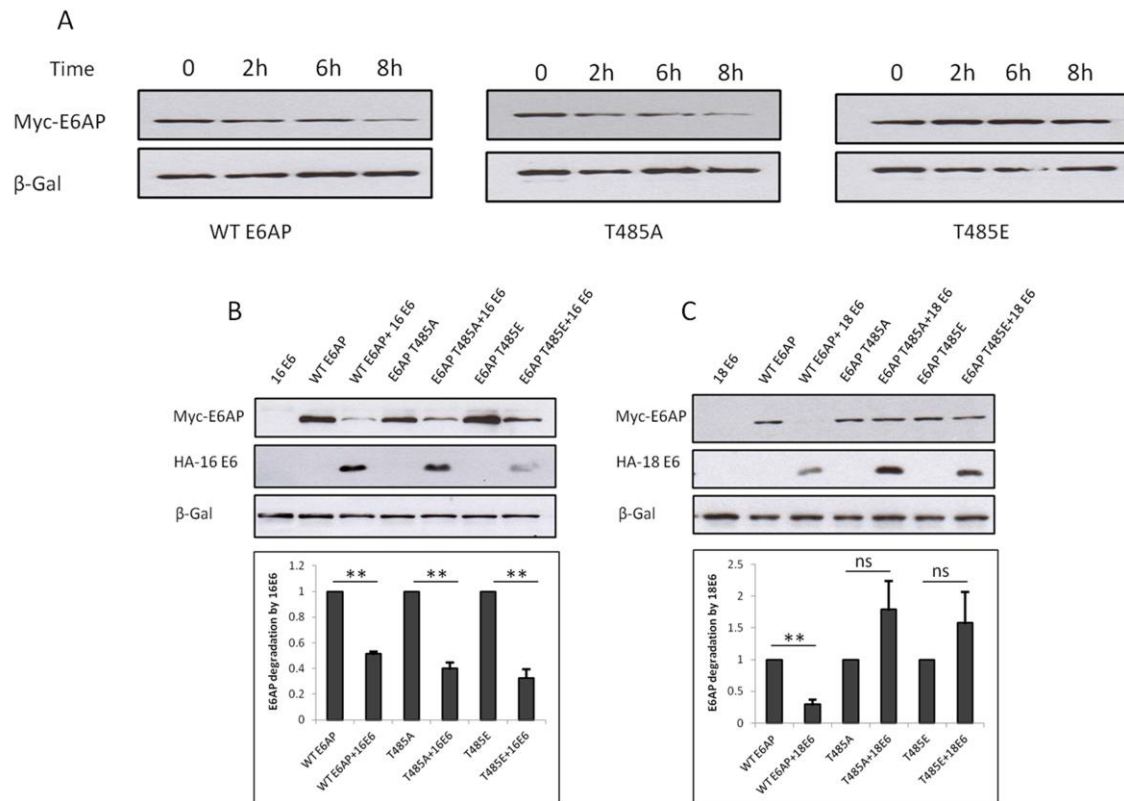 A
Time
0 2h 6h 8h
0 2h 6h 8h
0 2h 6h 8h
Myc-E6AP
β-Gal
WT E6AP
T485A
T485E
B
16 E6
WT E6AP
WT E6AP+ 16 E6
E6AP T485A
E6AP T485A+16 E6
E6AP T485E
E6AP T485E+16 E6
Myc-E6AP
HA-16 E6
β-Gal
E6AP degradation by 16E6
1.2
1
0.8
0.6
0.4
0.2
0
**
**
**
WT E6AP
WT E6AP+16E6
T485A
T485A+16E6
T485E
T485E+16E6
C
18 E6
WT E6AP
WT E6AP+ 18 E6
E6AP T485A
E6AP T485A+18 E6
E6AP T485E
E6AP T485E+18 E6
Myc-E6AP
HA-18 E6
β-Gal
E6AP degradation by 18E6
2.5
2
1.5
1
0.5
0
**
ns
ns
WT E6AP
WT E6AP+18E6
T485A
T485A+18E6
T485E
T485E+18E6